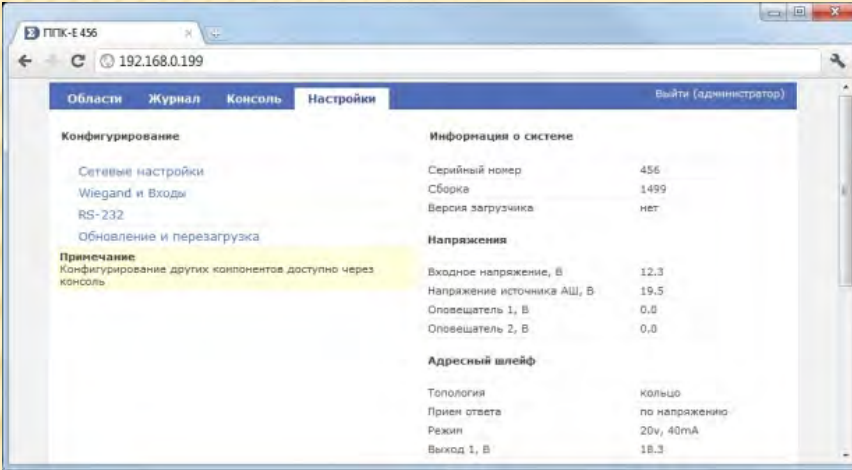 ППК-Е 456
192.168.0.199
Области Журнал Консоль Настройки Выйти (администратор)
Конфигурирование
Сетевые настройки
Wiegand и Входы
RS-232
Обновление и перезагрузка
Примечание
Конфигурирование других компонентов доступно через
консоль
Информация о системе
Серийный номер 456
Сборка 1499
Версия загрузчика нет
Напряжения
Входное напряжение, В 12.3
Напряжение источника АШ, В 19.5
Оповещатель 1, В 0.0
Оповещатель 2, В 0.0
Адресный шлейф
Топология кольцо
Прием ответа по напряжению
Режим 20v, 40mA
Выход 1, В 18.3